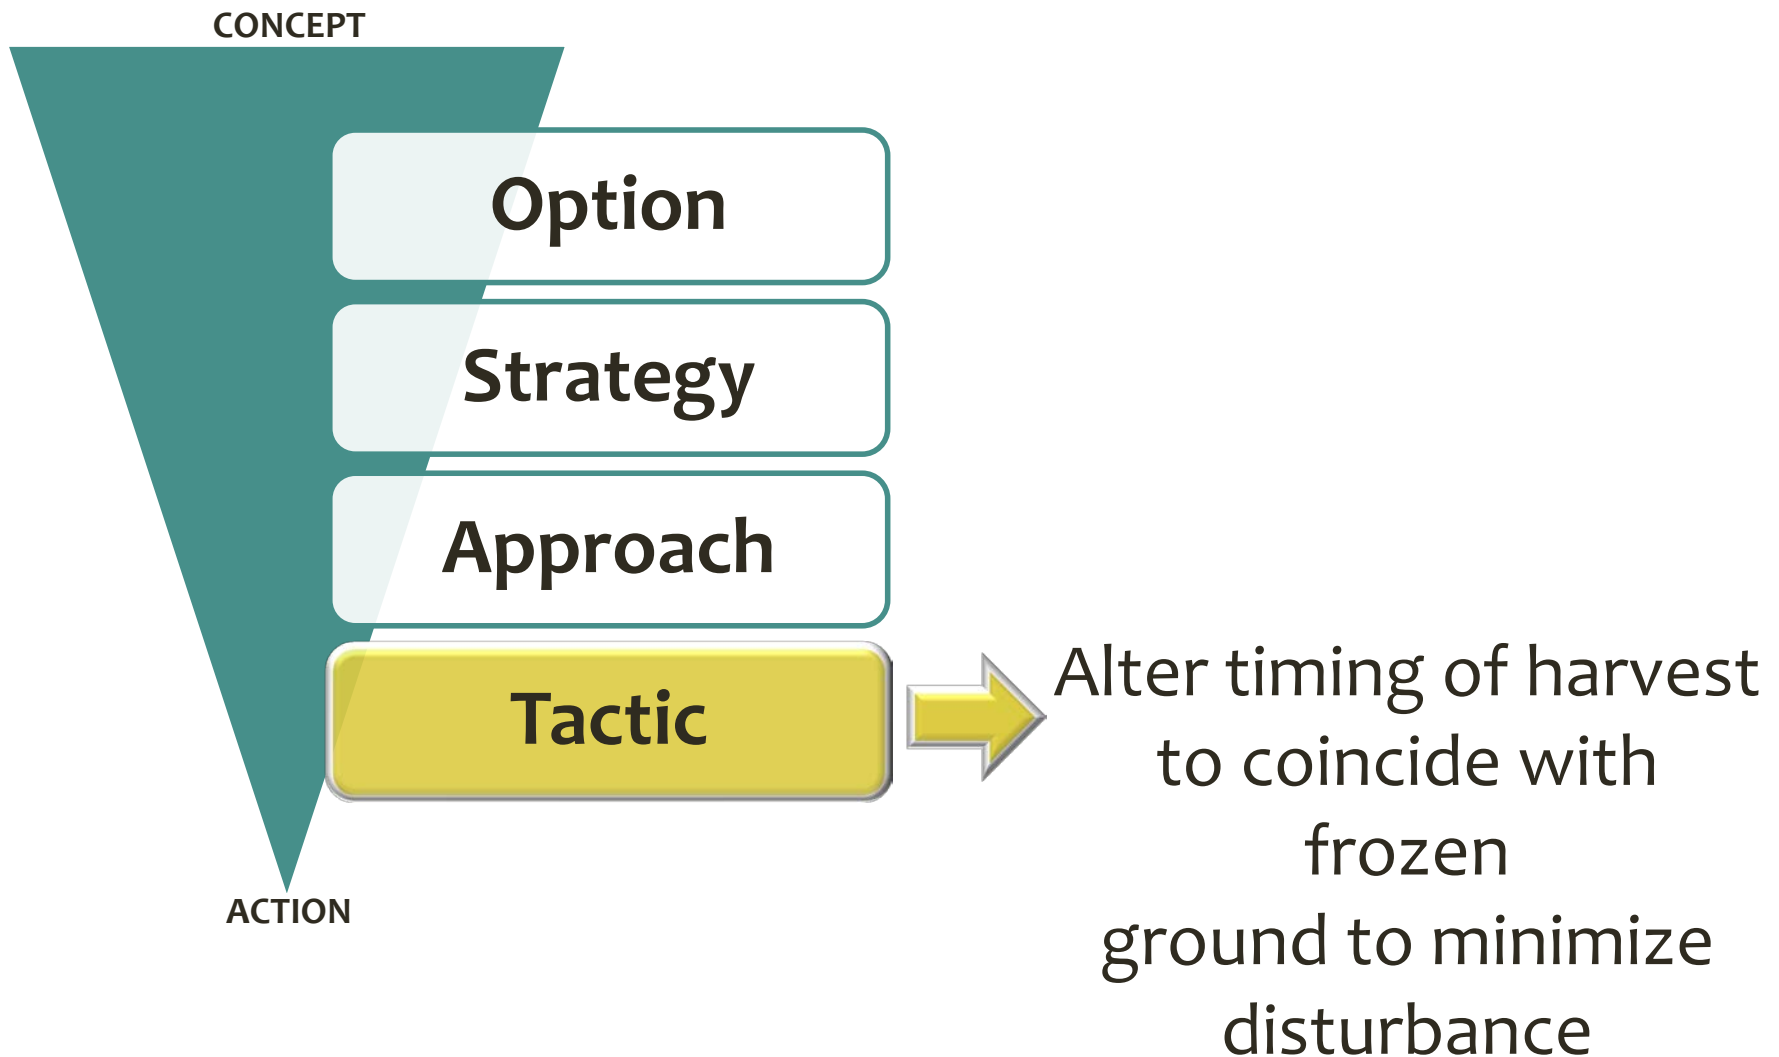 CONCEPT
Option
Strategy
Approach
Tactic
Alter timing of harvest
to coincide with
frozen
ground to minimize
disturbance
ACTION